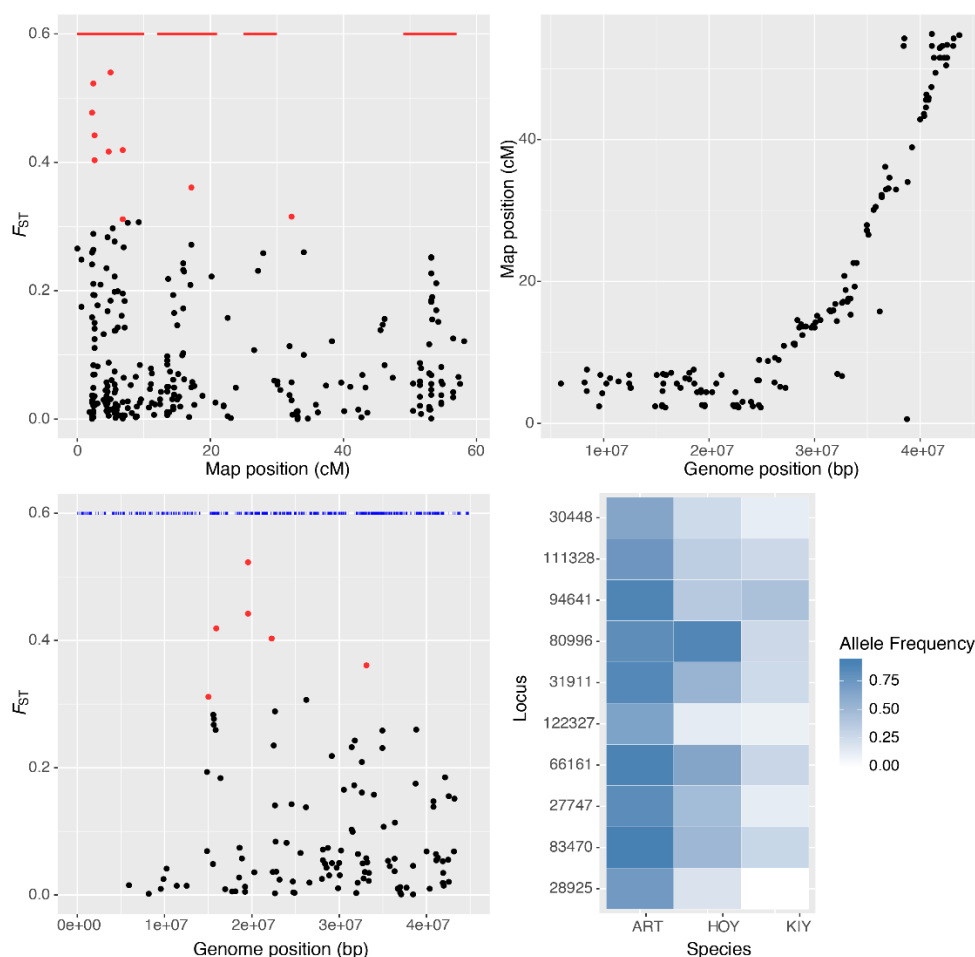 0.6
0.4
0.2
0.0
F_ST
0
20
40
60
Map position (cM)
40
20
0
Map position (cM)
1e+07
2e+07
3e+07
4e+07
Genome position (bp)
0.6
0.4
0.2
0.0
F_ST
0e+00
1e+07
2e+07
3e+07
4e+07
Genome position (bp)
30448
111328
94641
80996
31911
122327
66161
27747
83470
28925
Locus
ART HOY KIY
Species
Allele Frequency
0.75
0.50
0.25
0.00